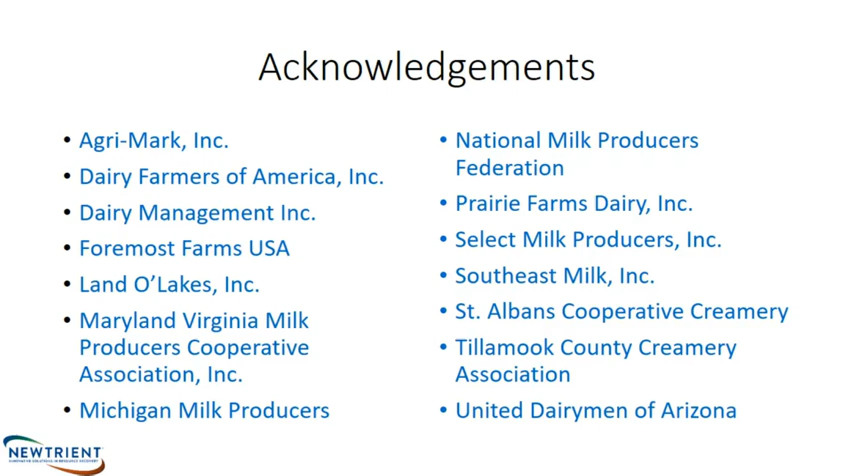 Acknowledgements
Agri-Mark, Inc.
Dairy Farmers of America, Inc.
Dairy Management Inc.
Foremost Farms USA
Land O’Lakes, Inc.
Maryland Virginia Milk
Producers Cooperative
Association, Inc.
Michigan Milk Producers
National Milk Producers
Federation
Prairie Farms Dairy, Inc.
Select Milk Producers, Inc.
Southeast Milk, Inc.
St. Albans Cooperative Creamery
Tillamook County Creamery
Association
United Dairymen of Arizona
NEWTRIENT